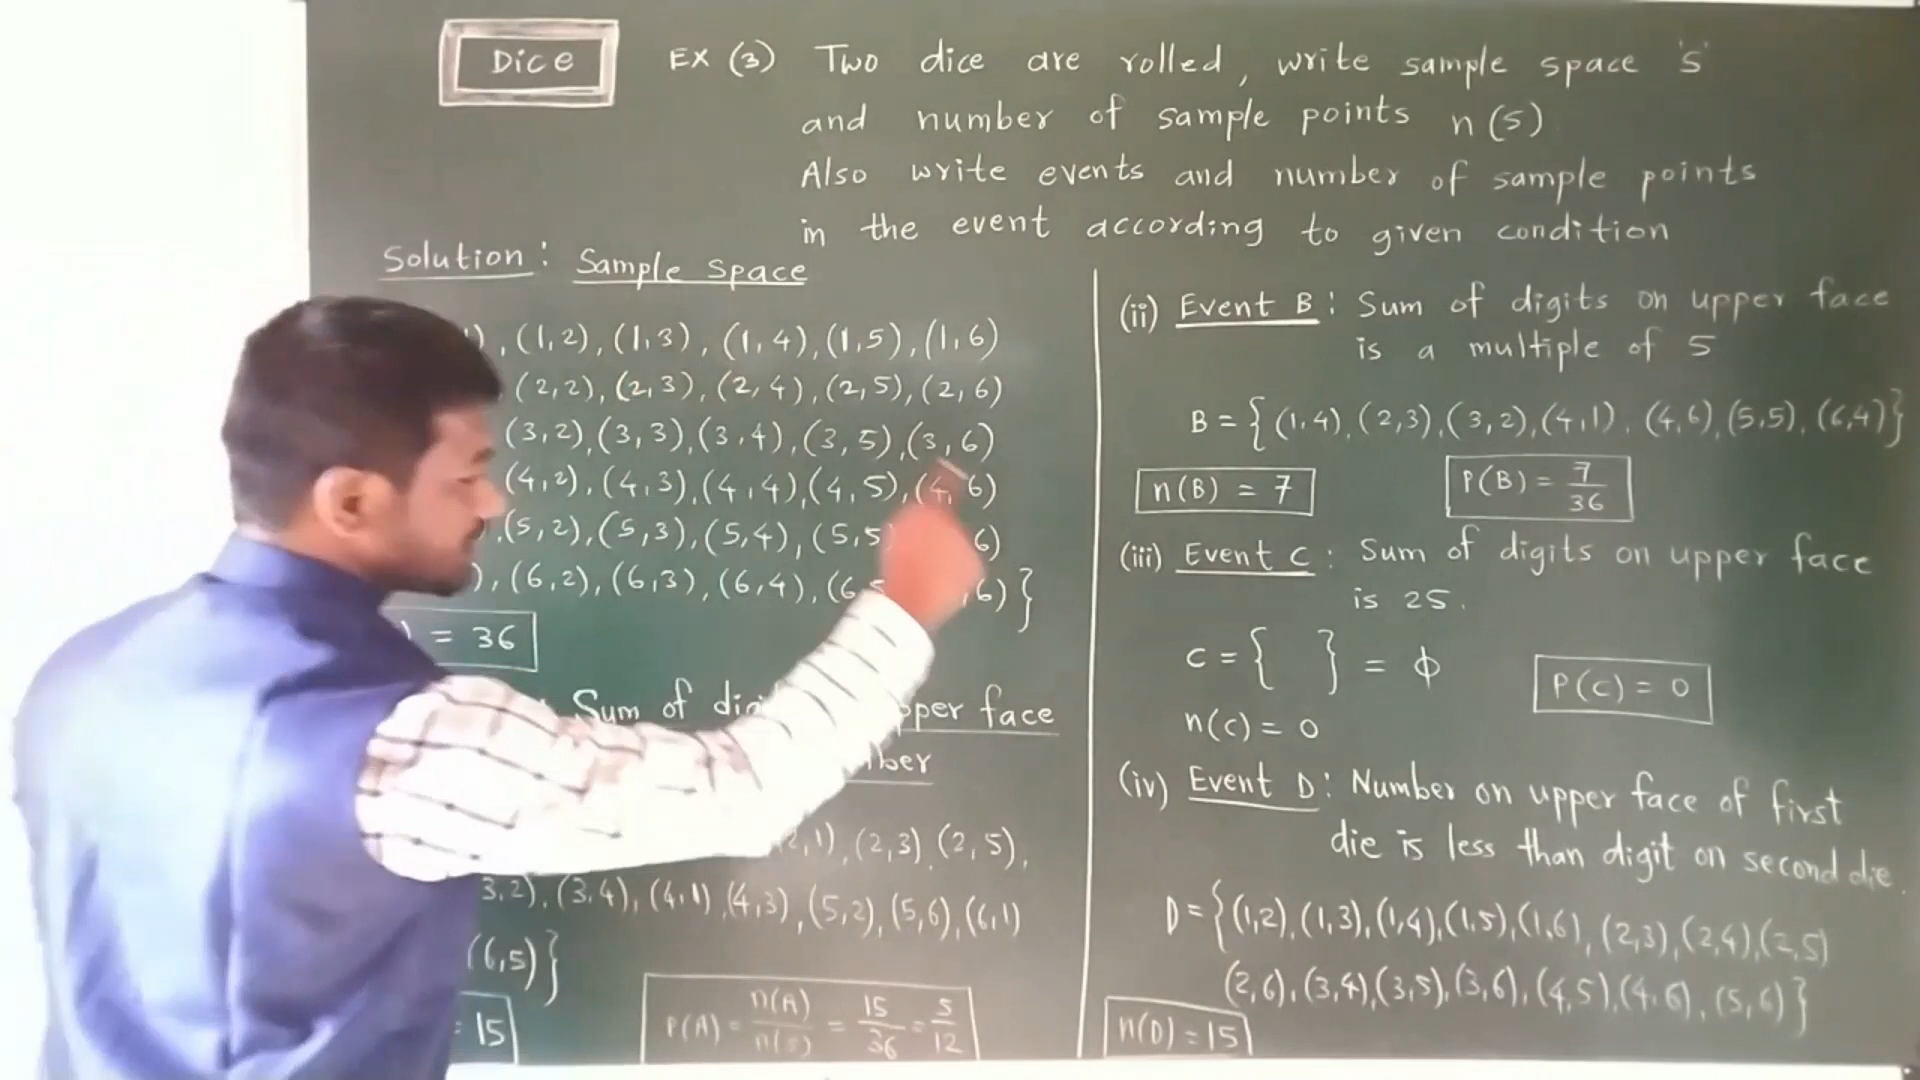 Dice
EX (3) Two dice are rolled, write sample space 's'
and number of sample points n(S)
Also write events and number of sample points
in the event according to given condition
Solution: Sample space
, (1,2), (1,3), (1,4), (1,5), (1,6)
(2,2), (2,3), (2,4), (2,5), (2,6)
(3,2), (3,3), (3,4), (3,5), (3,6)
(4,2), (4,3), (4,4), (4,5), (4,6)
, (5,2), (5,3), (5,4), (5,5 6)
), (6,2), (6,3), (6,4), (6, ,6)}
) = 36
Sum of upper face
,1), (2,3), (2,5),
3,2), (3,4), (4,1), (4,3), (5,2), (5,6), (6,1)
(6,5)}
= 15
P(A) = n(A)/n(s) = 15/36 = 5/12
(ii) Event B: Sum of digits on upper face
is a multiple of 5
B = {(1,4), (2,3), (3,2), (4,1), (4,6), (5,5), (6,4)}
n(B) = 7
P(B) = 7/36
(iii) Event C: Sum of digits on upper face
is 25.
C = { } = ϕ
P(C) = 0
n(c) = 0
(iv) Event D: Number on upper face of first
die is less than digit on second die.
D = {(1,2), (1,3), (1,4), (1,5), (1,6), (2,3), (2,4), (2,5)
(2,6), (3,4), (3,5), (3,6), (4,5), (4,6), (5,6)}
n(D) = 15